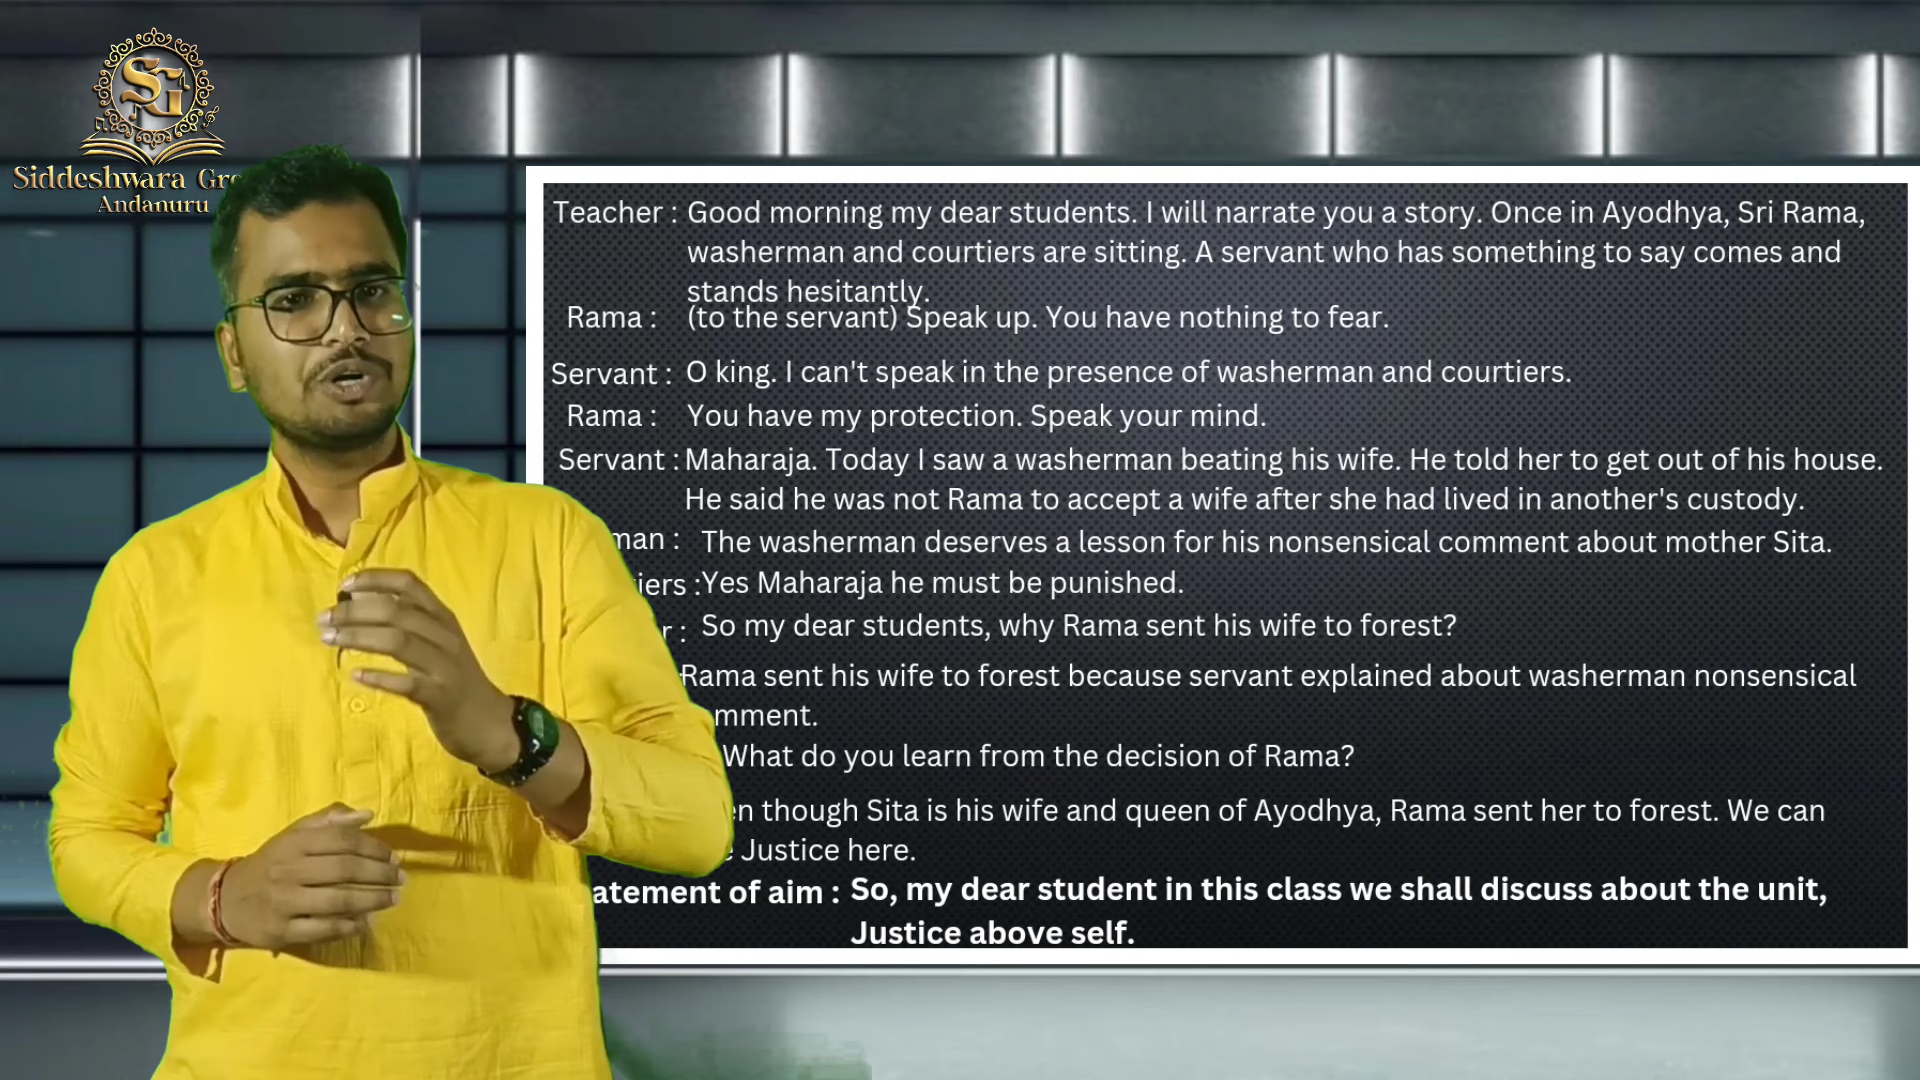 SG
Siddeshwara
Andanuru
Teacher : Good morning my dear students. I will narrate you a story. Once in Ayodhya, Sri Rama,
washerman and courtiers are sitting. A servant who has something to say comes and
stands hesitantly.
Rama : (to the servant) Speak up. You have nothing to fear.
Servant : O king. I can't speak in the presence of washerman and courtiers.
Rama : You have my protection. Speak your mind.
Servant : Maharaja. Today I saw a washerman beating his wife. He told her to get out of his house.
He said he was not Rama to accept a wife after she had lived in another's custody.
man : The washerman deserves a lesson for his nonsensical comment about mother Sita.
iers : Yes Maharaja he must be punished.
r : So my dear students, why Rama sent his wife to forest?
Rama sent his wife to forest because servant explained about washerman nonsensical
mment.
What do you learn from the decision of Rama?
en though Sita is his wife and queen of Ayodhya, Rama sent her to forest. We can
Justice here.
atement of aim : So, my dear student in this class we shall discuss about the unit,
Justice above self.